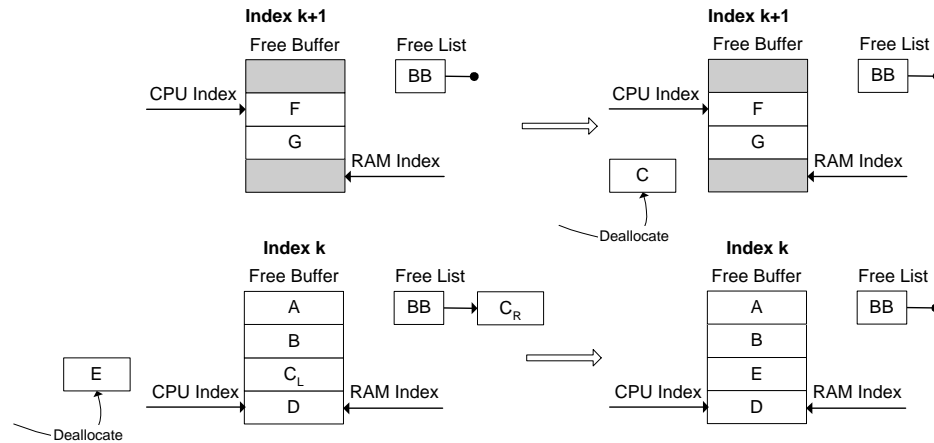 Index k+1
Free Buffer
Free List
BB
CPU Index
F
G
RAM Index
Index k+1
Free Buffer
Free List
BB
CPU Index
F
G
RAM Index
C
Deallocate
Index k
Free Buffer
Free List
A
BB
C_R
B
C_L
E
CPU Index
D
RAM Index
Deallocate
Index k
Free Buffer
Free List
A
BB
B
E
CPU Index
D
RAM Index